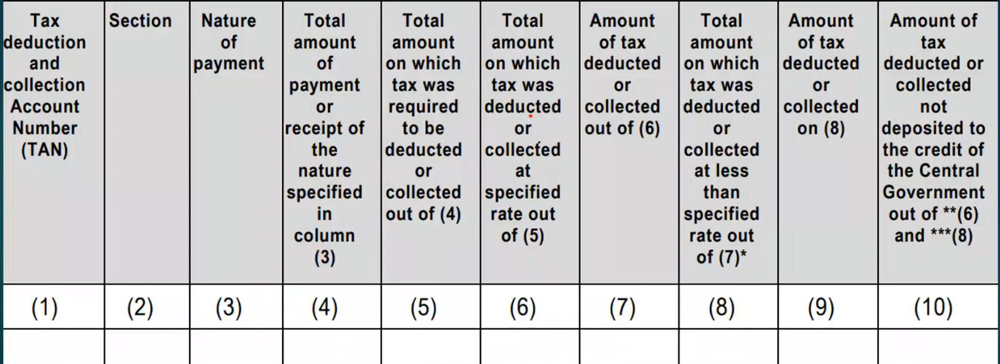 Tax
deduction
and
collection
Account
Number
(TAN)
Section
Nature
of
payment
Total
amount
of
payment
or
receipt of
the
nature
specified
in
column
(3)
Total
amount
on which
tax was
required
to be
deducted
or
collected
out of (4)
Total
amount
on which
tax was
deducted
or
collected
at
specified
rate out
of (5)
Amount
of tax
deducted
or
collected
out of (6)
Total
amount
on which
tax was
deducted
or
collected
at less
than
specified
rate out
of (7)*
Amount
of tax
deducted
or
collected
on (8)
Amount of
tax
deducted or
collected
not
deposited to
the credit of
the Central
Government
out of **(6)
and ***(8)
(1) (2) (3) (4) (5) (6) (7) (8) (9) (10)